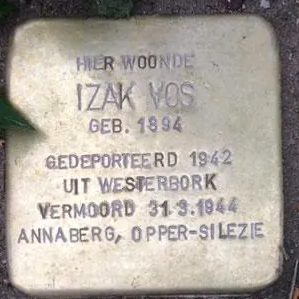 HIER WOONDE
IZAK VOS
GEB. 1894
GEDEPORTEERD 1942
UIT WESTERBORK
VERMOORD 31.3.1944
ANNABERG, OPPER-SILEZIE